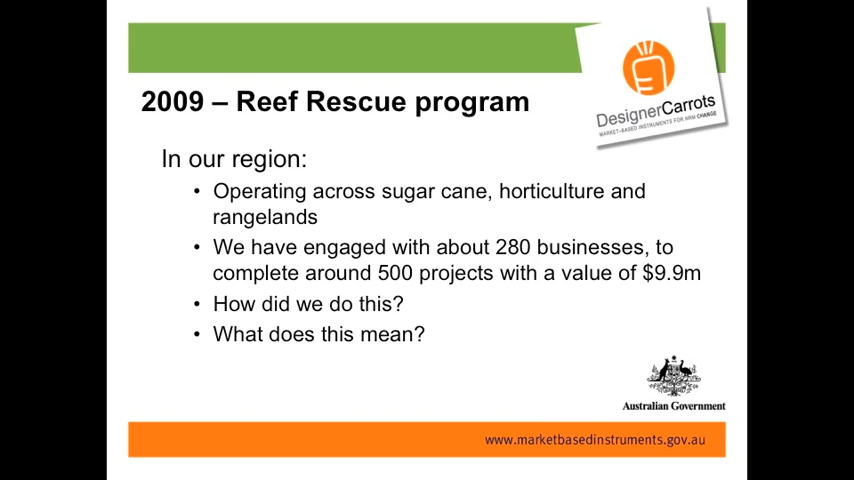 DesignerCarrots
MARKET-BASED INSTRUMENTS FOR NRM CHANGE
2009 – Reef Rescue program
In our region:
• Operating across sugar cane, horticulture and
rangelands
• We have engaged with about 280 businesses, to
complete around 500 projects with a value of $9.9m
• How did we do this?
• What does this mean?
Australian Government
www.marketbasedinstruments.gov.au